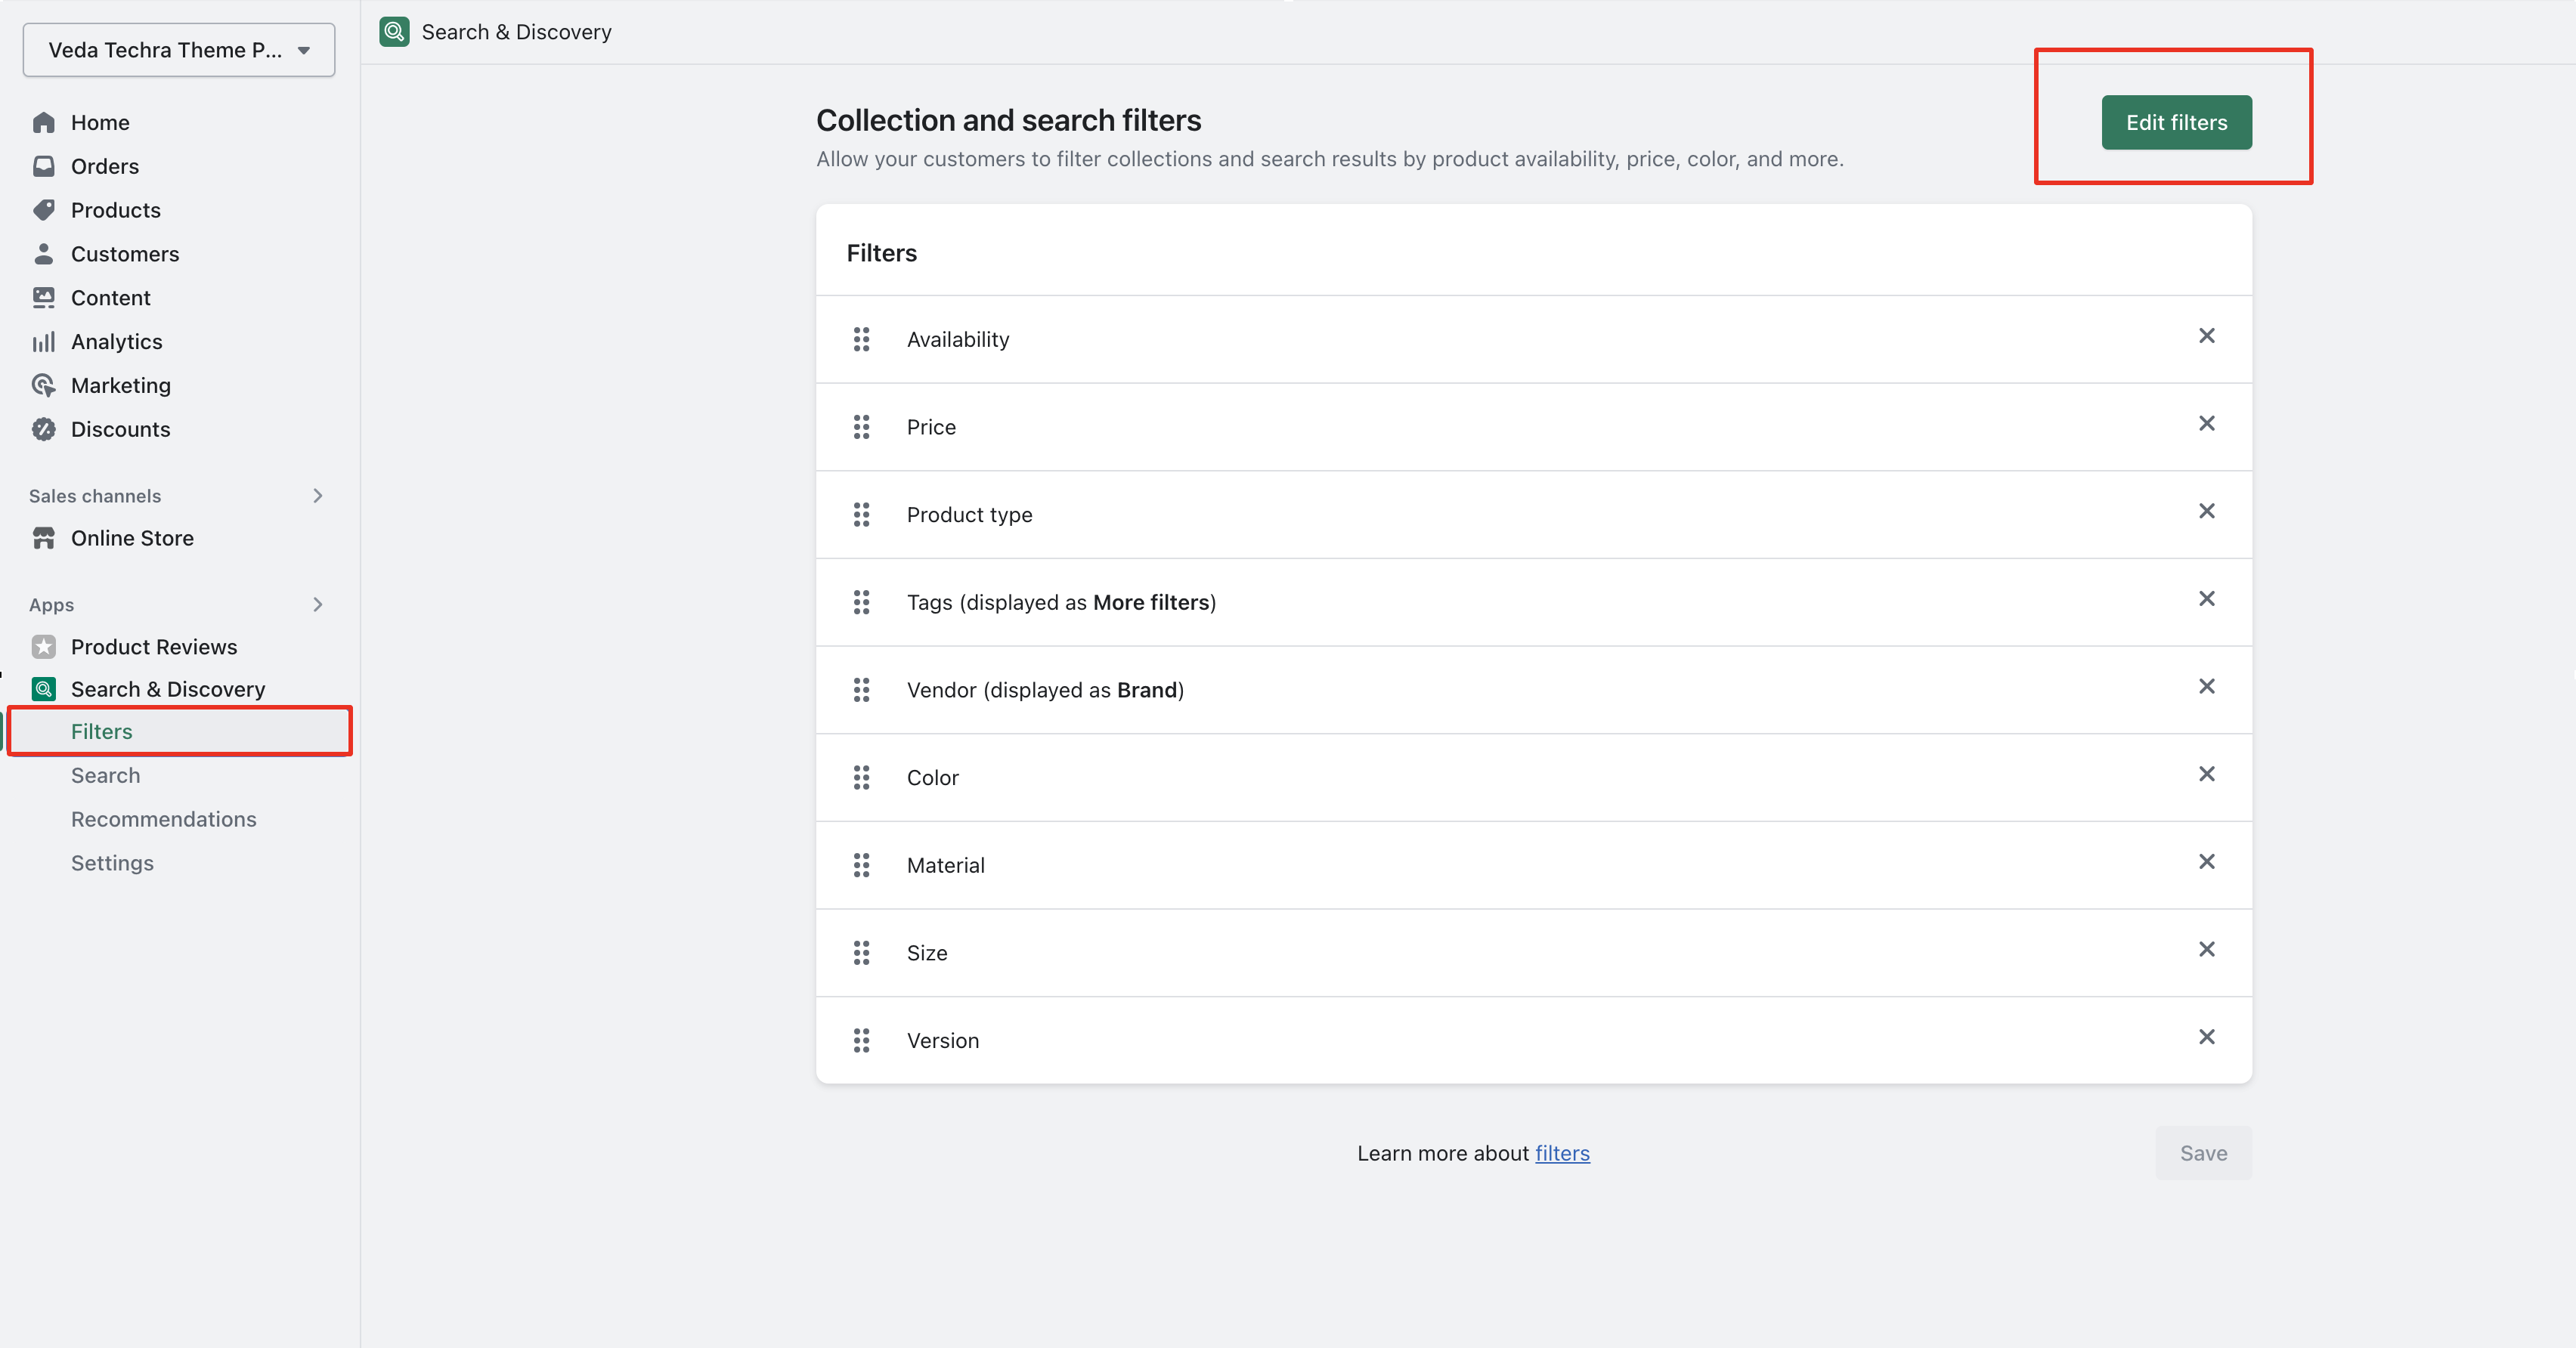 Veda Techra Theme P...
Home
Orders
Products
Customers
Content
Analytics
Marketing
Discounts
Sales channels
Online Store
Apps
Product Reviews
Search & Discovery
Filters
Search
Recommendations
Settings
Search & Discovery
Collection and search filters
Allow your customers to filter collections and search results by product availability, price, color, and more.
Edit filters
Filters
Availability
Price
Product type
Tags (displayed as More filters)
Vendor (displayed as Brand)
Color
Material
Size
Version
Learn more about filters
Save